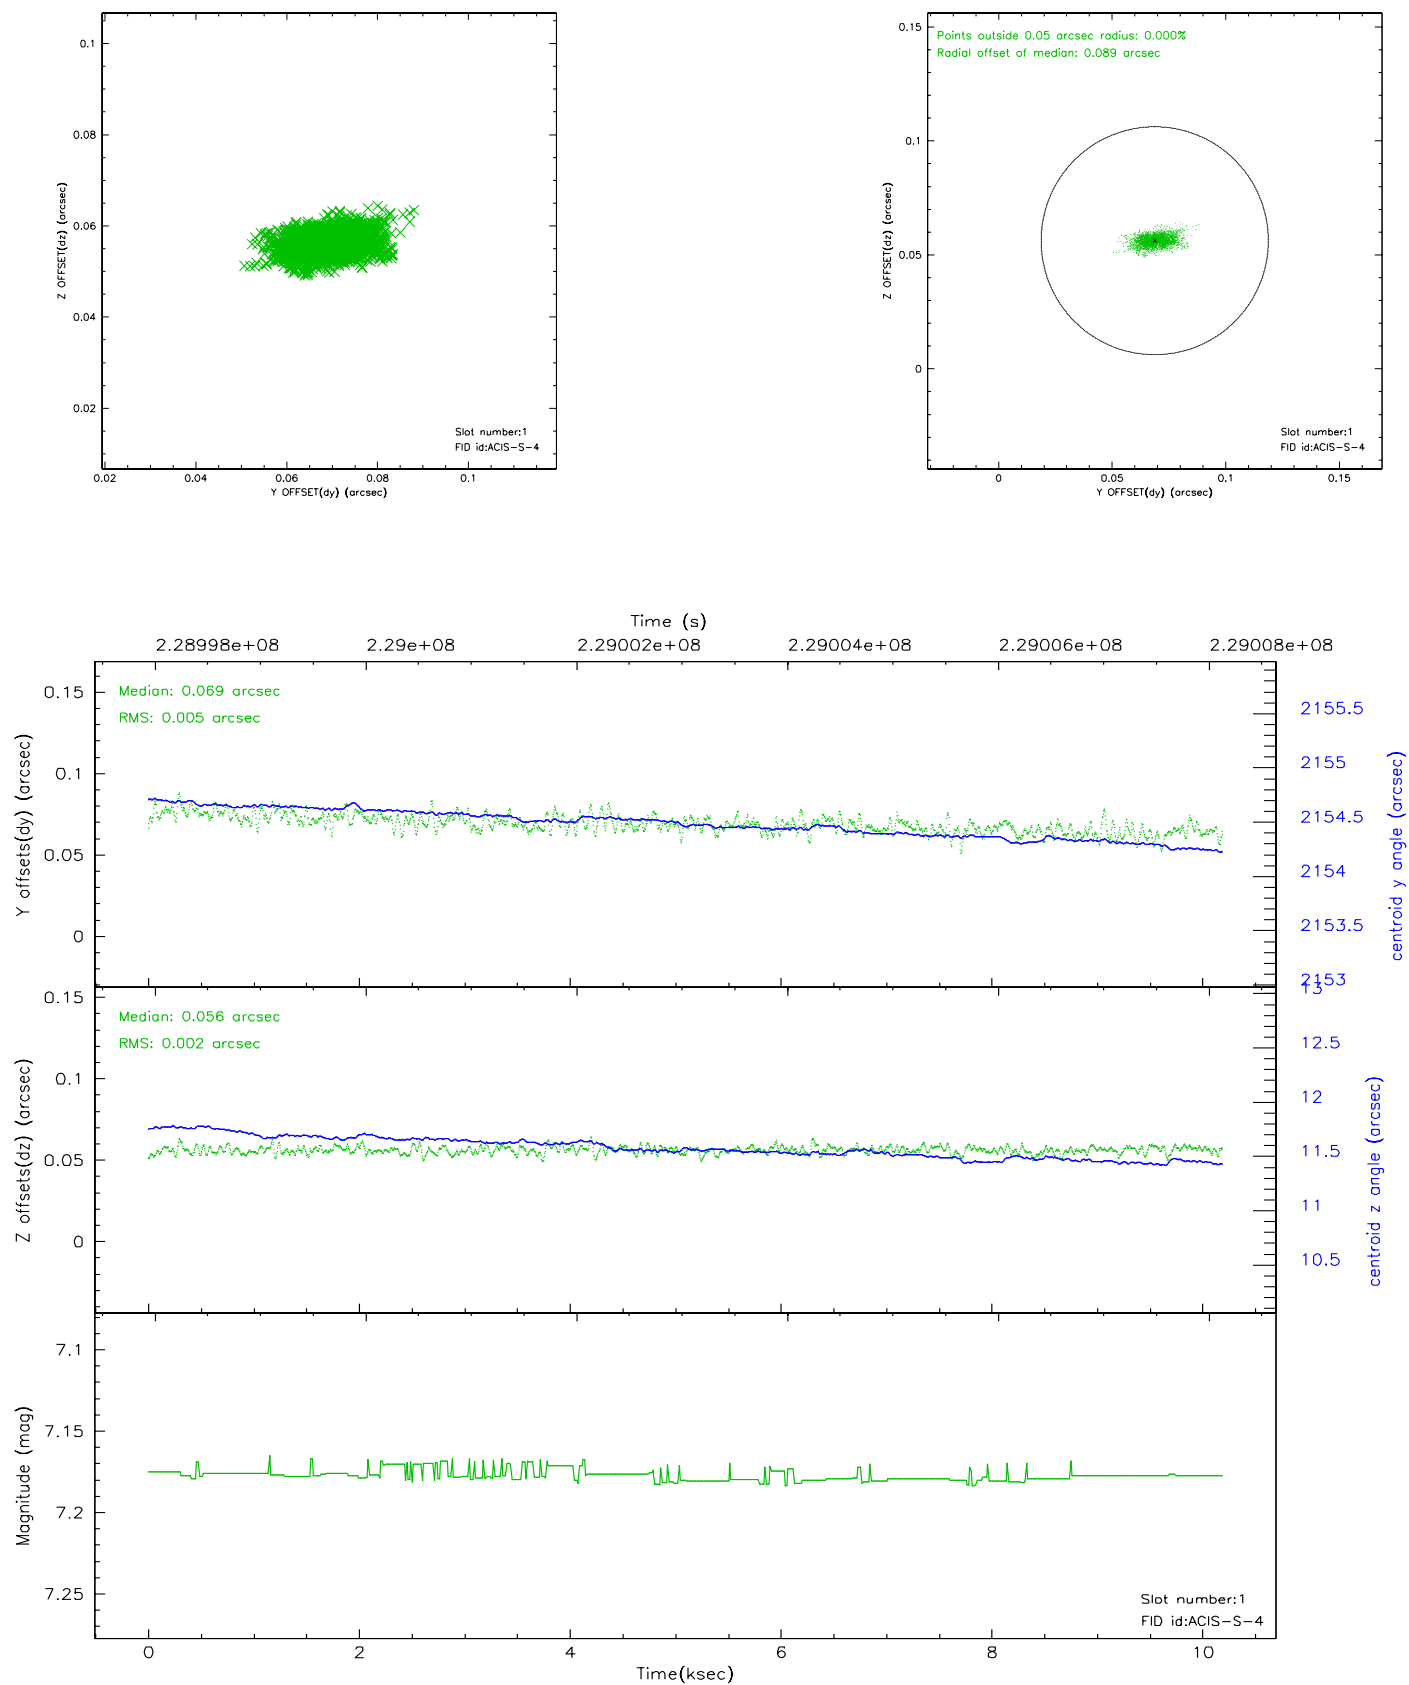 0.1
0.08
0.06
0.04
0.02
Z OFFSET(dz) (arcsec)
Slot number:1
FID id:ACIS-S-4
0.02 0.04 0.06 0.08 0.1
Y OFFSET(dy) (arcsec)
0.15
0.1
0.05
0
Z OFFSET(dz) (arcsec)
Points outside 0.05 arcsec radius: 0.000%
Radial offset of median: 0.089 arcsec
Slot number:1
FID id:ACIS-S-4
0 0.05 0.1 0.15
Y OFFSET(dy) (arcsec)
Time (s)
2.28998e+08 2.29e+08 2.29002e+08 2.29004e+08 2.29006e+08 2.29008e+08
0.15
0.1
0.05
0
Y offsets(dy) (arcsec)
Median: 0.069 arcsec
RMS: 0.005 arcsec
2155.5
2155
2154.5
2154
2153.5
2153
centroid y angle (arcsec)
0.15
0.1
0.05
0
Z offsets(dz) (arcsec)
Median: 0.056 arcsec
RMS: 0.002 arcsec
13
12.5
12
11.5
11
10.5
centroid z angle (arcsec)
7.1
7.15
7.2
7.25
Magnitude (mag)
Slot number:1
FID id:ACIS-S-4
0 2 4 6 8 10
Time(ksec)